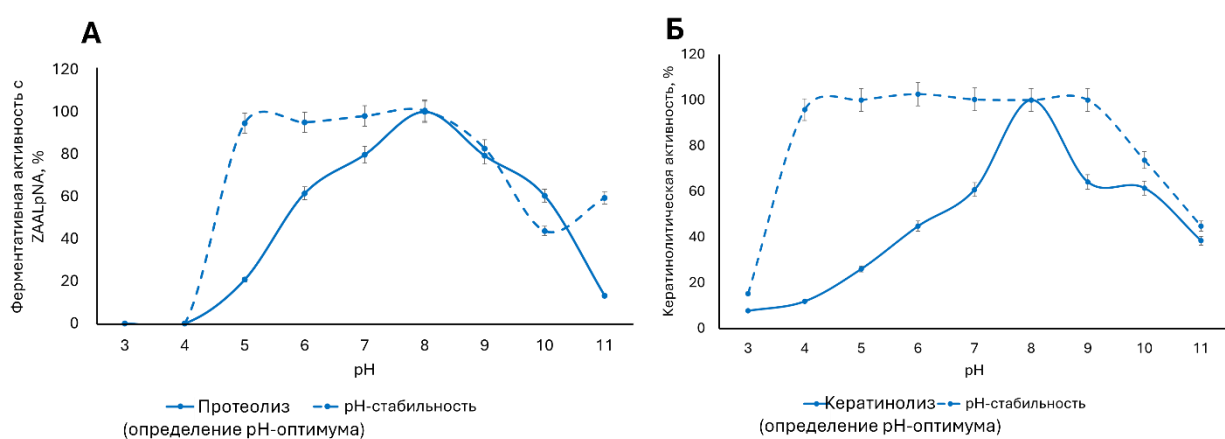 А
Ферментативная активность с
ZAALpNA, %
120
100
80
60
40
20
0
3 4 5 6 7 8 9 10 11
pH
Протеолиз pH-стабильность
(определение pH-оптимума)
Б
Кератинолитическая активность, %
120
100
80
60
40
20
0
3 4 5 6 7 8 9 10 11
pH
Кератинолиз pH-стабильность
(определение pH-оптимума)